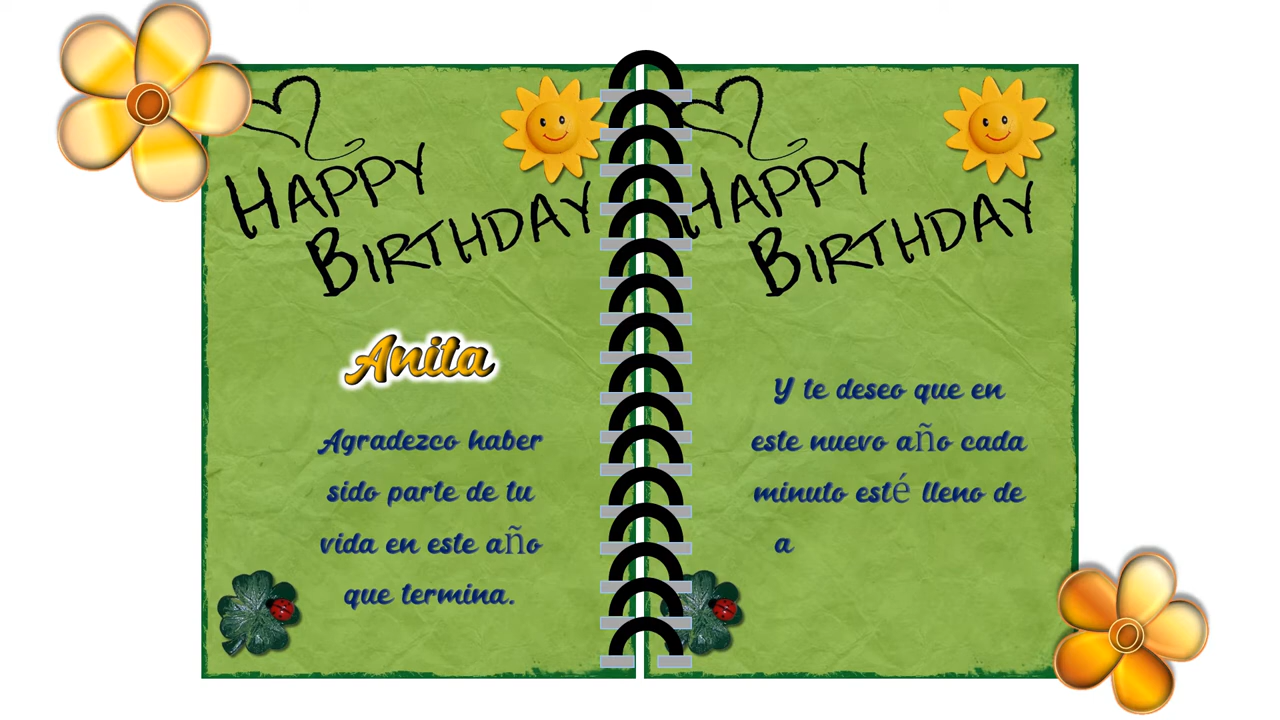 HAPPY
BIRTHDAY
Anita
Agradezco haber
sido parte de tu
vida en este año
que termina.
HAPPY
BIRTHDAY
Y te deseo que en
este nuevo año cada
minuto esté lleno de
a